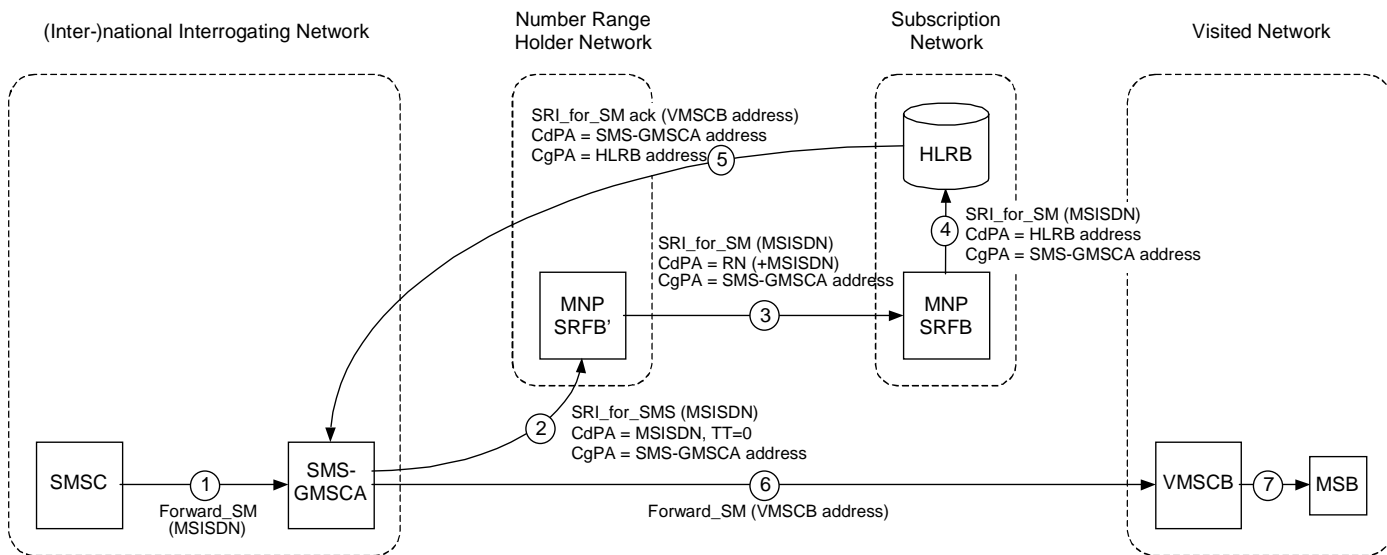 (Inter-)national Interrogating Network
Number Range
Holder Network
Subscription
Network
Visited Network
SRI_for_SM ack (VMSCB address)
CdPA = SMS-GMSCA address
CgPA = HLRB address
5
HLRB
4
SRI_for_SM (MSISDN)
CdPA = HLRB address
CgPA = SMS-GMSCA address
SRI_for_SM (MSISDN)
CdPA = RN (+MSISDN)
CgPA = SMS-GMSCA address
MNP
SRFB’
3
MNP
SRFB
2
SRI_for_SMS (MSISDN)
CdPA = MSISDN, TT=0
CgPA = SMS-GMSCA address
SMSC
1
Forward_SM
(MSISDN)
SMS-
GMSCA
6
Forward_SM (VMSCB address)
VMSCB
7
MSB